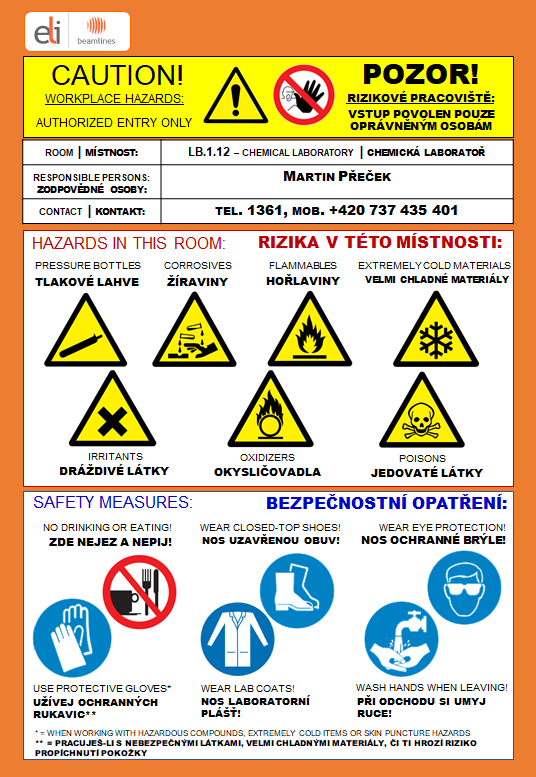 eli beamlines
CAUTION!
WORKPLACE HAZARDS:
AUTHORIZED ENTRY ONLY
POZOR!
RIZIKOVÉ PRACOVIŠTĚ:
VSTUP POVOLEN POUZE
OPRÁVNĚNÝM OSOBÁM
ROOM | MÍSTNOST:
LB.1.12 – CHEMICAL LABORATORY | CHEMICKÁ LABORATOŘ
RESPONSIBLE PERSONS:
ZODPOVĚDNÉ OSOBY:
MARTIN PŘEČEK
CONTACT | KONTAKT:
TEL. 1361, MOB. +420 737 435 401
HAZARDS IN THIS ROOM: RIZIKA V TÉTO MÍSTNOSTI:
PRESSURE BOTTLES
TLAKOVÉ LAHVE
CORROSIVES
ŽÍRAVINY
FLAMMABLES
HOŘLAVINY
EXTREMELY COLD MATERIALS
VELMI CHLADNÉ MATERIÁLY
IRRITANTS
DRÁŽDIVÉ LÁTKY
OXIDIZERS
OKYSLIČOVADLA
POISONS
JEDOVATÉ LÁTKY
SAFETY MEASURES: BEZPEČNOSTNÍ OPATŘENÍ:
NO DRINKING OR EATING!
ZDE NEJEZ A NEPIJ!
WEAR CLOSED-TOP SHOES!
NOS UZAVŘENOU OBUV!
WEAR EYE PROTECTION!
NOS OCHRANNÉ BRÝLE!
USE PROTECTIVE GLOVES*
UŽÍVEJ OCHRANNÝCH
RUKAVIC**
WEAR LAB COATS!
NOS LABORATORNÍ
PLÁŠŤ!
WASH HANDS WHEN LEAVING!
PŘI ODCHODU SI UMYJ
RUCE!
* = WHEN WORKING WITH HAZARDOUS COMPOUNDS, EXTREMELY COLD ITEMS OR SKIN PUNCTURE HAZARDS
** = PRACUJEŠ-LI S NEBEZPEČNÝMI LÁTKAMI, VELMI CHLADNÝMI MATERIÁLY, ČI TI HROZÍ RIZIKO
PROPÍCHNUTÍ POKOŽKY